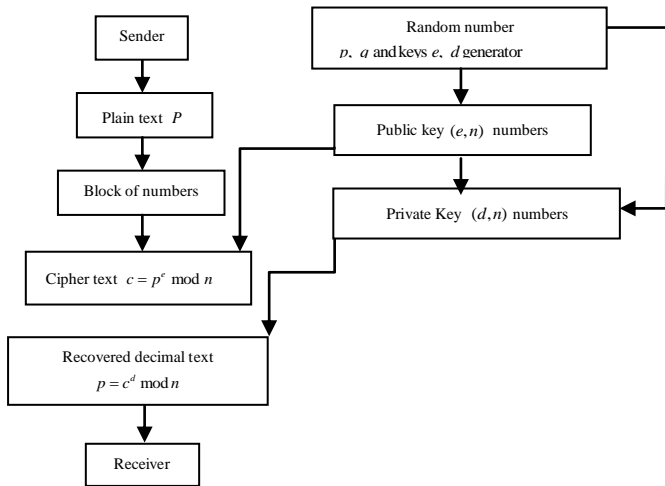 Sender
Plain text P
Block of numbers
Cipher text c = p^e mod n
Recovered decimal text
p = c^d mod n
Receiver
Random number
p, q and keys e, d generator
Public key (e, n) numbers
Private Key (d, n) numbers